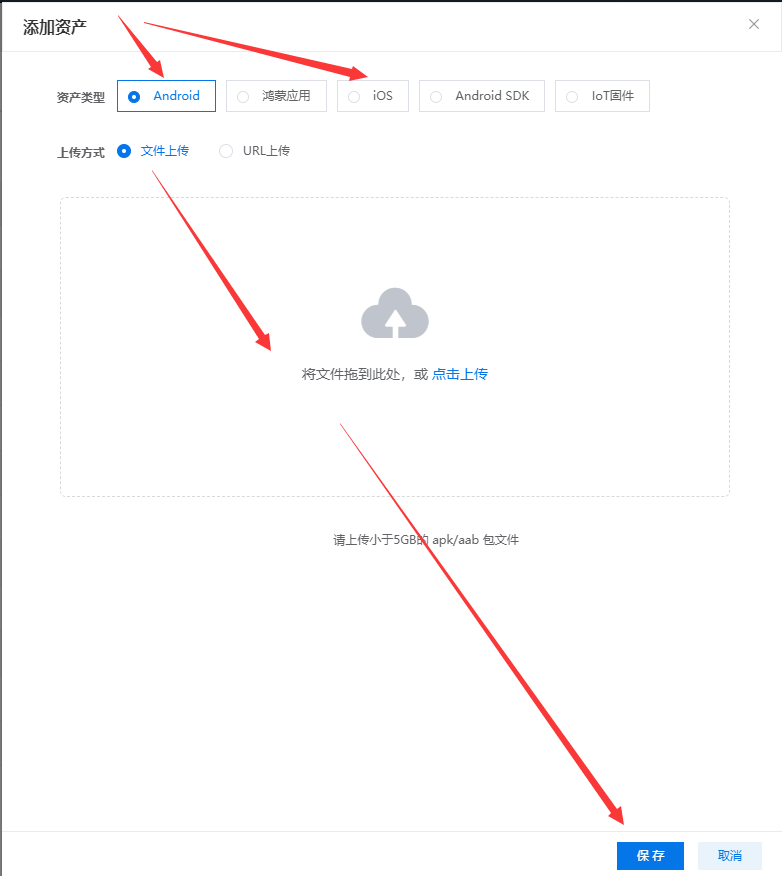 添加资产
资产类型 Android 鸿蒙应用 iOS Android SDK IoT固件
上传方式 文件上传 URL上传
将文件拖到此处，或 点击上传
请上传小于5GB的 apk/aab 包文件
保存 取消